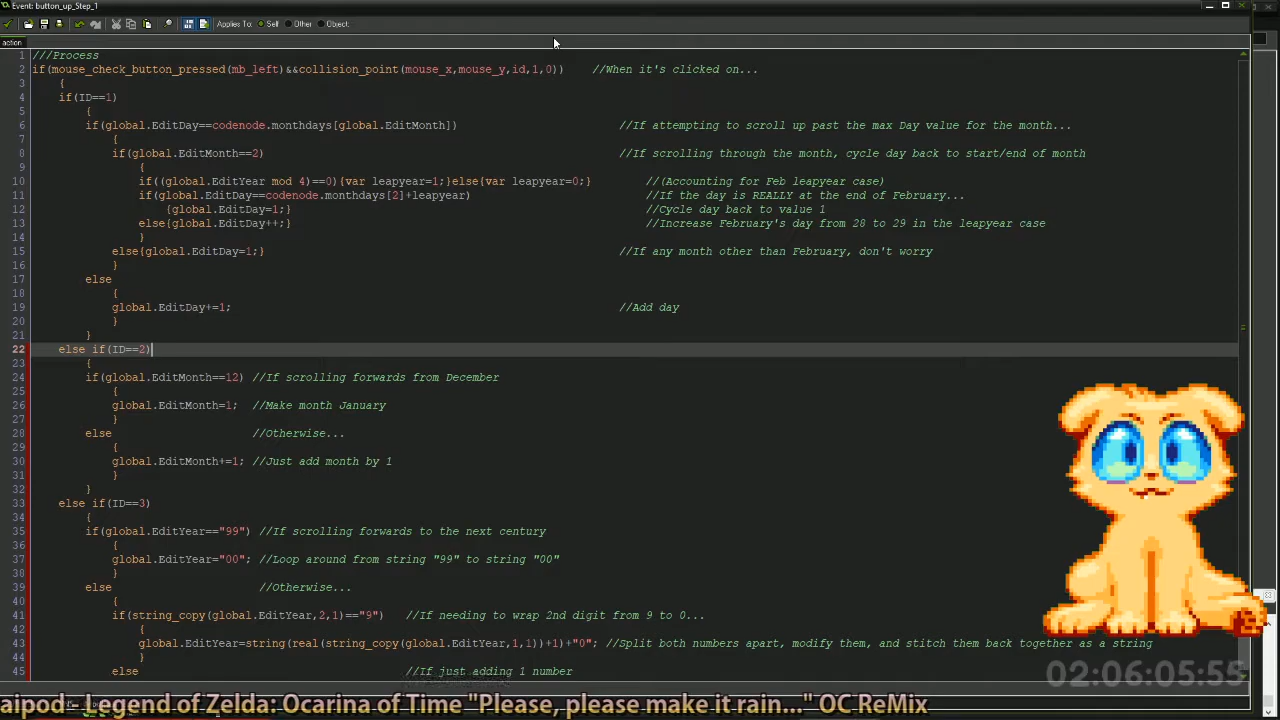 Event: button_up_Step_1
Applies To: Self Other Object:
action
1 ///Process
2 if(mouse_check_button_pressed(mb_left)&&collision_point(mouse_x,mouse_y,id,1,0)) //When it's clicked on...
3 {
4 if(ID==1)
5 {
6 if(global.EditDay==codenode.monthdays[global.EditMonth]) //If attempting to scroll up past the max Day value for the month...
7 {
8 if(global.EditMonth==2) //If scrolling through the month, cycle day back to start/end of month
9 {
10 if((global.EditYear mod 4)==0){var leapyear=1;}else{var leapyear=0;} //(Accounting for Feb leapyear case)
11 if(global.EditDay==codenode.monthdays[2]+leapyear) //If the day is REALLY at the end of February...
12 {global.EditDay=1;} //Cycle day back to value 1
13 else{global.EditDay++;} //Increase February's day from 28 to 29 in the leapyear case
14 }
15 else{global.EditDay=1;} //If any month other than February, don't worry
16 }
17 else
18 {
19 global.EditDay+=1; //Add day
20 }
21 }
22 else if(ID==2)
23 {
24 if(global.EditMonth==12) //If scrolling forwards from December
25 {
26 global.EditMonth=1; //Make month January
27 }
28 else //Otherwise...
29 {
30 global.EditMonth+=1; //Just add month by 1
31 }
32 }
33 else if(ID==3)
34 {
35 if(global.EditYear=="99") //If scrolling forwards to the next century
36 {
37 global.EditYear="00"; //Loop around from string "99" to string "00"
38 }
39 else //Otherwise...
40 {
41 if(string_copy(global.EditYear,2,1)=="9") //If needing to wrap 2nd digit from 9 to 0...
42 {
43 global.EditYear=string(real(string_copy(global.EditYear,1,1))+1)+"0"; //Split both numbers apart, modify them, and stitch them back together as a string
44 }
45 else //If just adding 1 number
02:06:05:55
aipod - Legend of Zelda: Ocarina of Time "Please, please make it rain..." OC ReMix